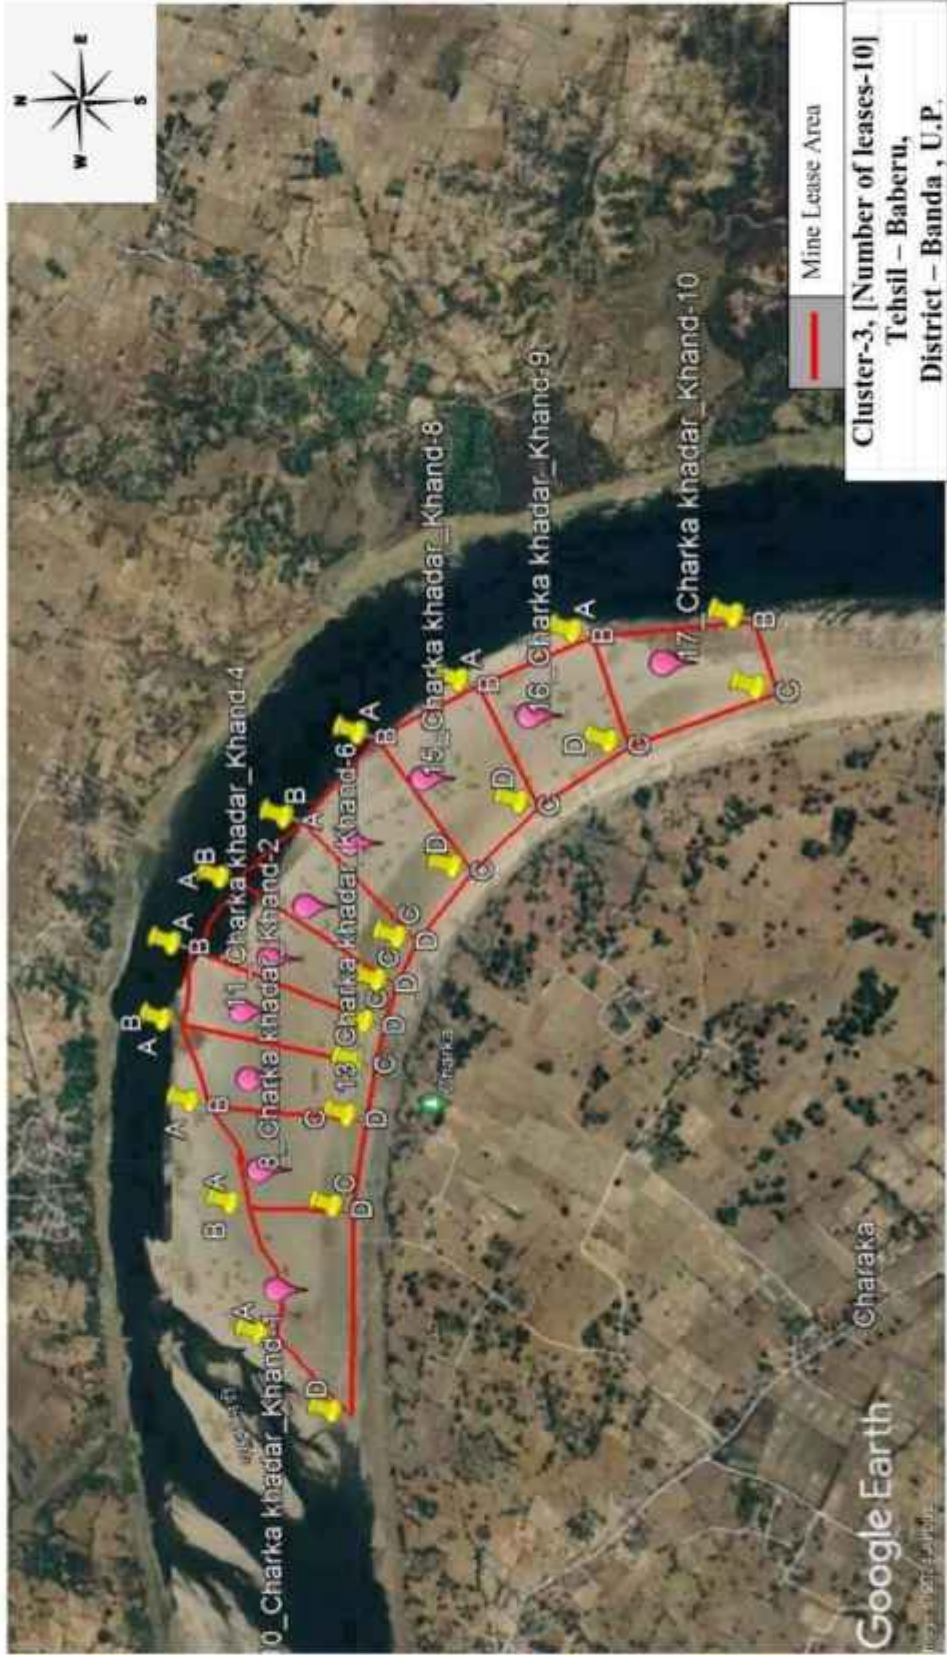 N
E
S
W
Mine Lease Area
Cluster-3, [Number of leases-10]
Tehsil – Baberu,
District – Banda , U.P
11_Charka khadar_Khand-4
8_Charka khadar_Khand-2
13_Charka khadar_Khand-6
15_Charka khadar_Khand-8
16_Charka khadar_Khand-9
17_Charka khadar_Khand-10
0_Charka khadar_Khand-1
A
D
B
A
C
D
A
B
C
D
A
B
C
A
B
D
A
B
C
D
B
A
C
D
A
B
C
D
A
B
D
C
A
B
D
C
B
C
Charaka
Google Earth